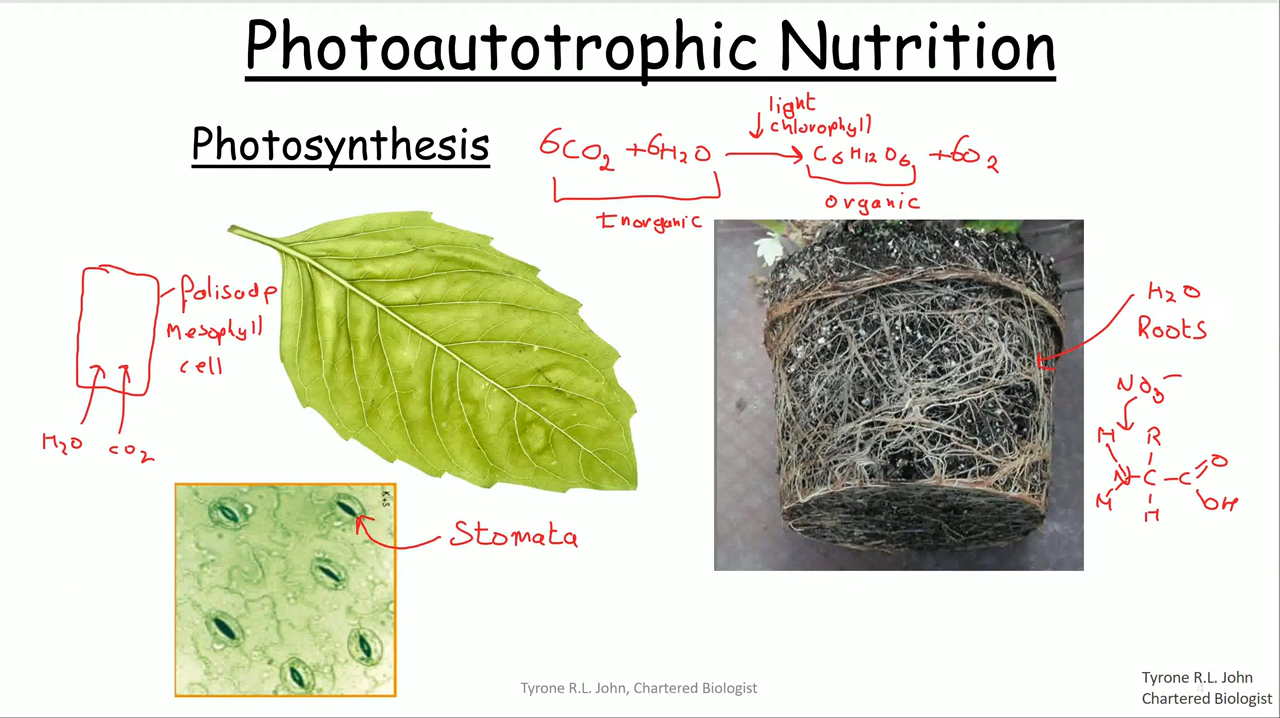 Photoautotrophic Nutrition
Photosynthesis
light
chlorophyll
6CO2 + 6H2O → C6H12O6 + 6O2
Inorganic
Organic
Palisade
Mesophyll
cell
H2O CO2
K+S
Stomata
H2O
Roots
NO3-
H R
N C C O
H H OH
Tyrone R.L. John, Chartered Biologist
Tyrone R.L. John
Chartered Biologist